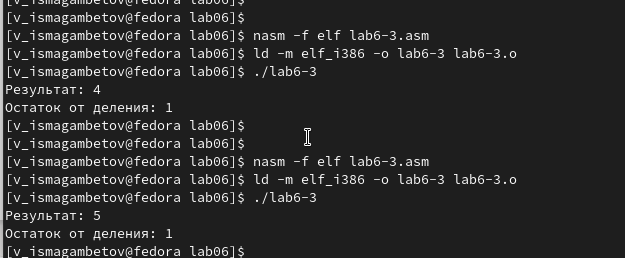 [v_ismagambetov@fedora lab06]$
[v_ismagambetov@fedora lab06]$
[v_ismagambetov@fedora lab06]$ nasm -f elf lab6-3.asm
[v_ismagambetov@fedora lab06]$ ld -m elf_i386 -o lab6-3 lab6-3.o
[v_ismagambetov@fedora lab06]$ ./lab6-3
Результат: 4
Остаток от деления: 1
[v_ismagambetov@fedora lab06]$
[v_ismagambetov@fedora lab06]$
[v_ismagambetov@fedora lab06]$ nasm -f elf lab6-3.asm
[v_ismagambetov@fedora lab06]$ ld -m elf_i386 -o lab6-3 lab6-3.o
[v_ismagambetov@fedora lab06]$ ./lab6-3
Результат: 5
Остаток от деления: 1
[v_ismagambetov@fedora lab06]$